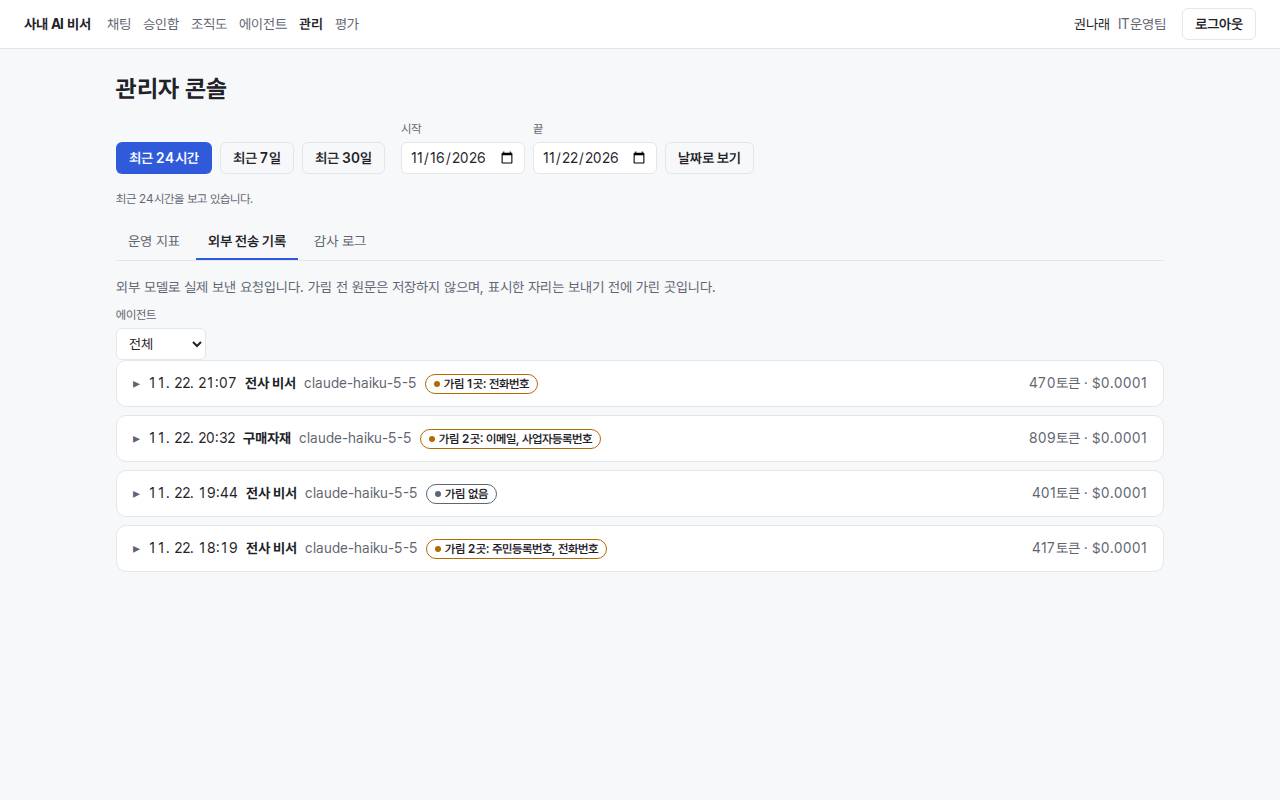 사내 AI 비서 채팅 승인함 조직도 에이전트 관리 평가 권나래 IT운영팀 로그아웃
관리자 콘솔
시작 끝
최근 24시간 최근 7일 최근 30일 11/16/2026 11/22/2026 날짜로 보기
최근 24시간을 보고 있습니다.
운영 지표 외부 전송 기록 감사 로그
외부 모델로 실제 보낸 요청입니다. 가림 전 원문은 저장하지 않으며, 표시한 자리는 보내기 전에 가린 곳입니다.
에이전트
전체
▸ 11. 22. 21:07 전사 비서 claude-haiku-5-5 가림 1곳: 전화번호 470토큰 · $0.0001
▸ 11. 22. 20:32 구매자재 claude-haiku-5-5 가림 2곳: 이메일, 사업자등록번호 809토큰 · $0.0001
▸ 11. 22. 19:44 전사 비서 claude-haiku-5-5 가림 없음 401토큰 · $0.0001
▸ 11. 22. 18:19 전사 비서 claude-haiku-5-5 가림 2곳: 주민등록번호, 전화번호 417토큰 · $0.0001